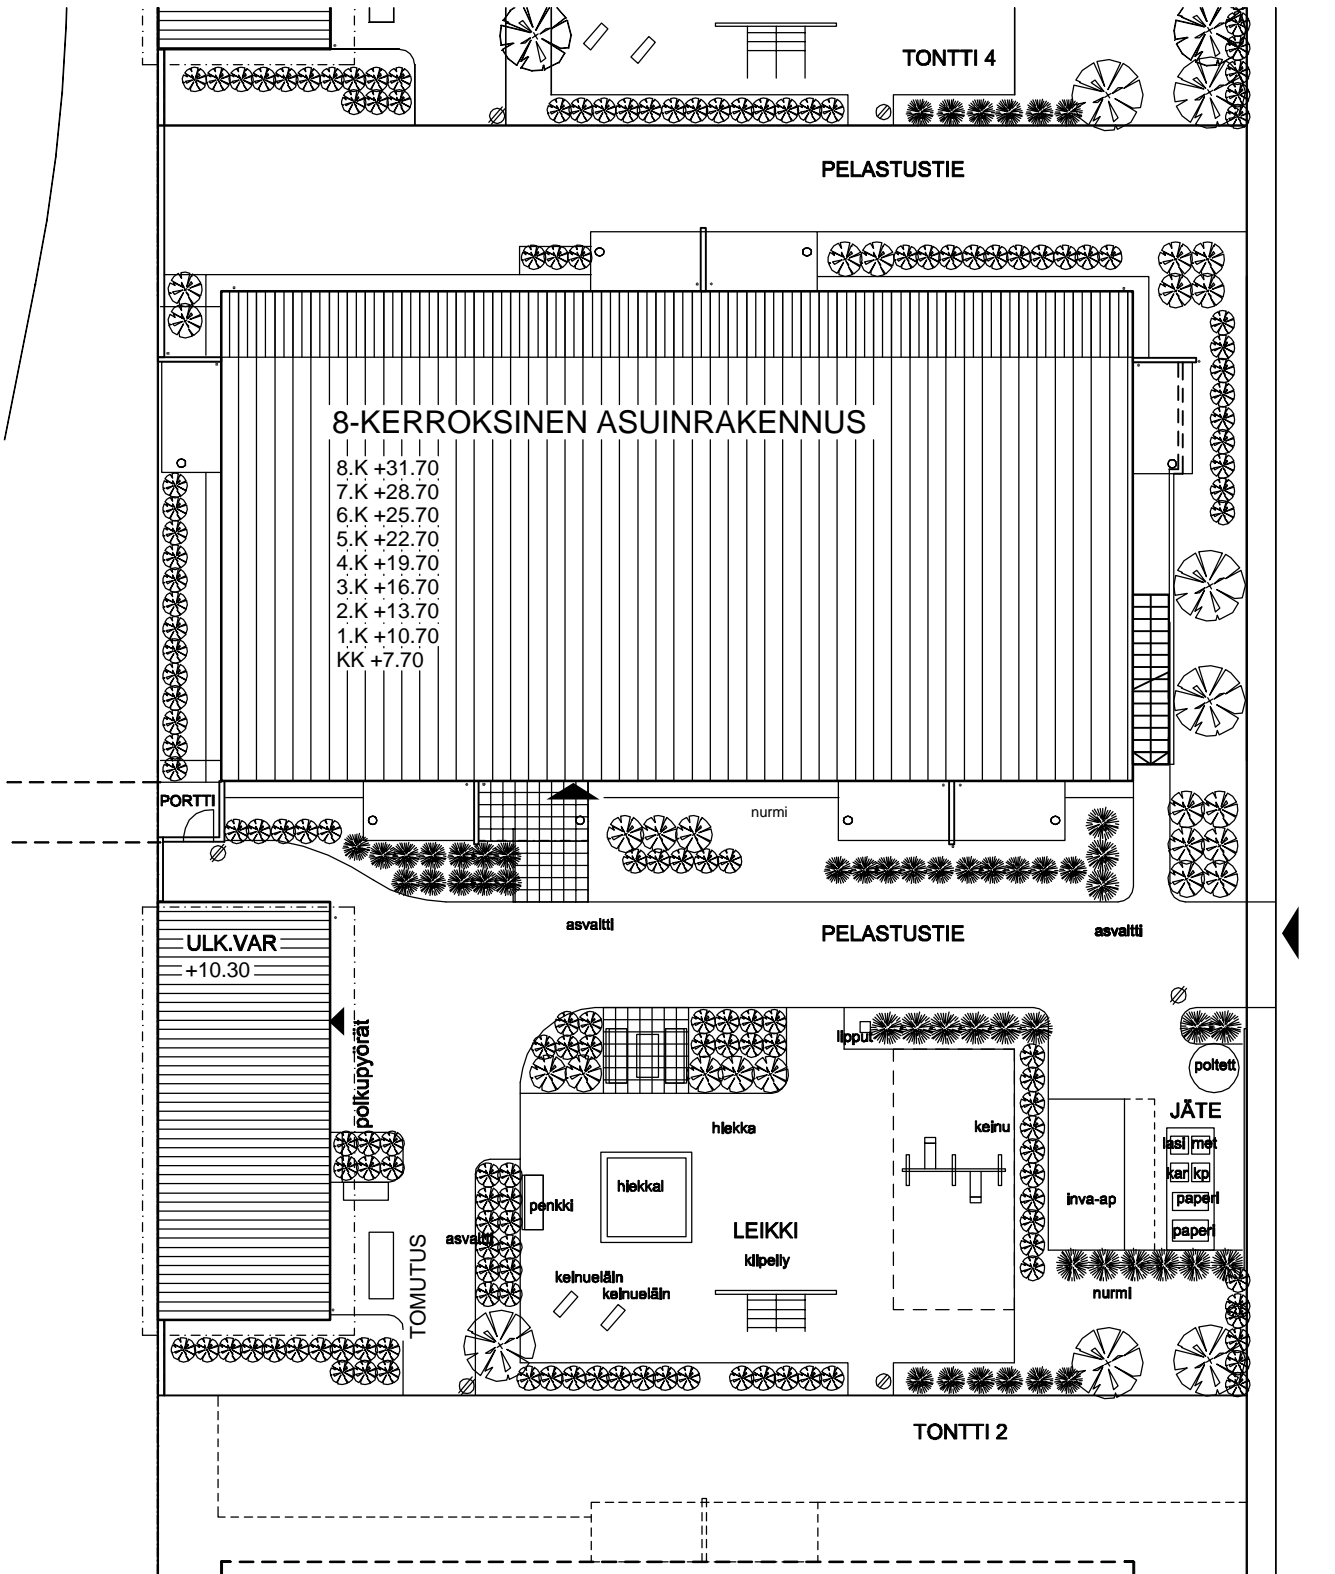 TONTTI 4
PELASTUSTIE
8-KERROKSINEN ASUINRAKENNUS
8.K +31.70
7.K +28.70
6.K +25.70
5.K +22.70
4.K +19.70
3.K +16.70
2.K +13.70
1.K +10.70
KK +7.70
PORTTI
nurmi
asvaltti
PELASTUSTIE
asvaltti
ULK.VAR
+10.30
polkupyörät
lipput
poltett
JÄTE
hiekka
keinu
lasi met
kar kp
hiekkal
penkki
inva-ap
paperi
paperi
LEIKKI
asvaltti
TOMUTUS
kiipeily
keinueläin
keinueläin
nurmi
TONTTI 2